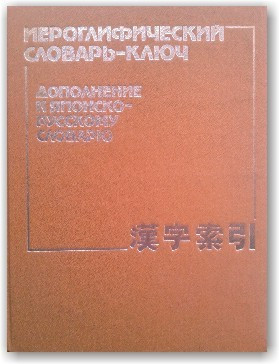 ИЕРОГЛИФИЧЕСКИЙ
СЛОВАРЬ-КЛЮЧ
ДОПОЛНЕНИЕ
К ЯПОНСКО-
РУССКОМУ
СЛОВАРЮ
漢字索引